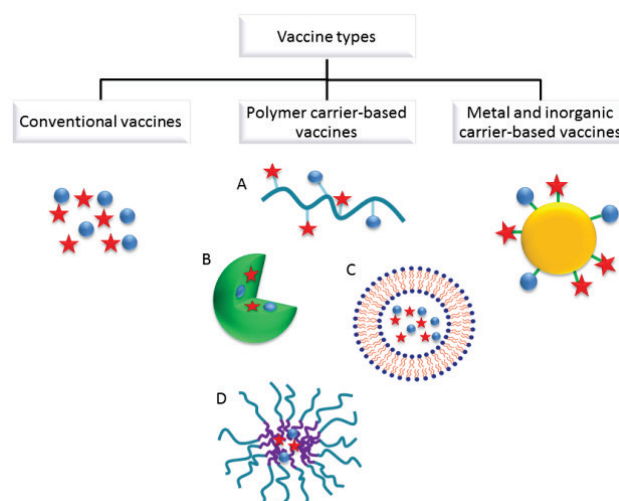 Vaccine types
Conventional vaccines
Polymer carrier-based
vaccines
Metal and inorganic
carrier-based vaccines
A
B
C
D